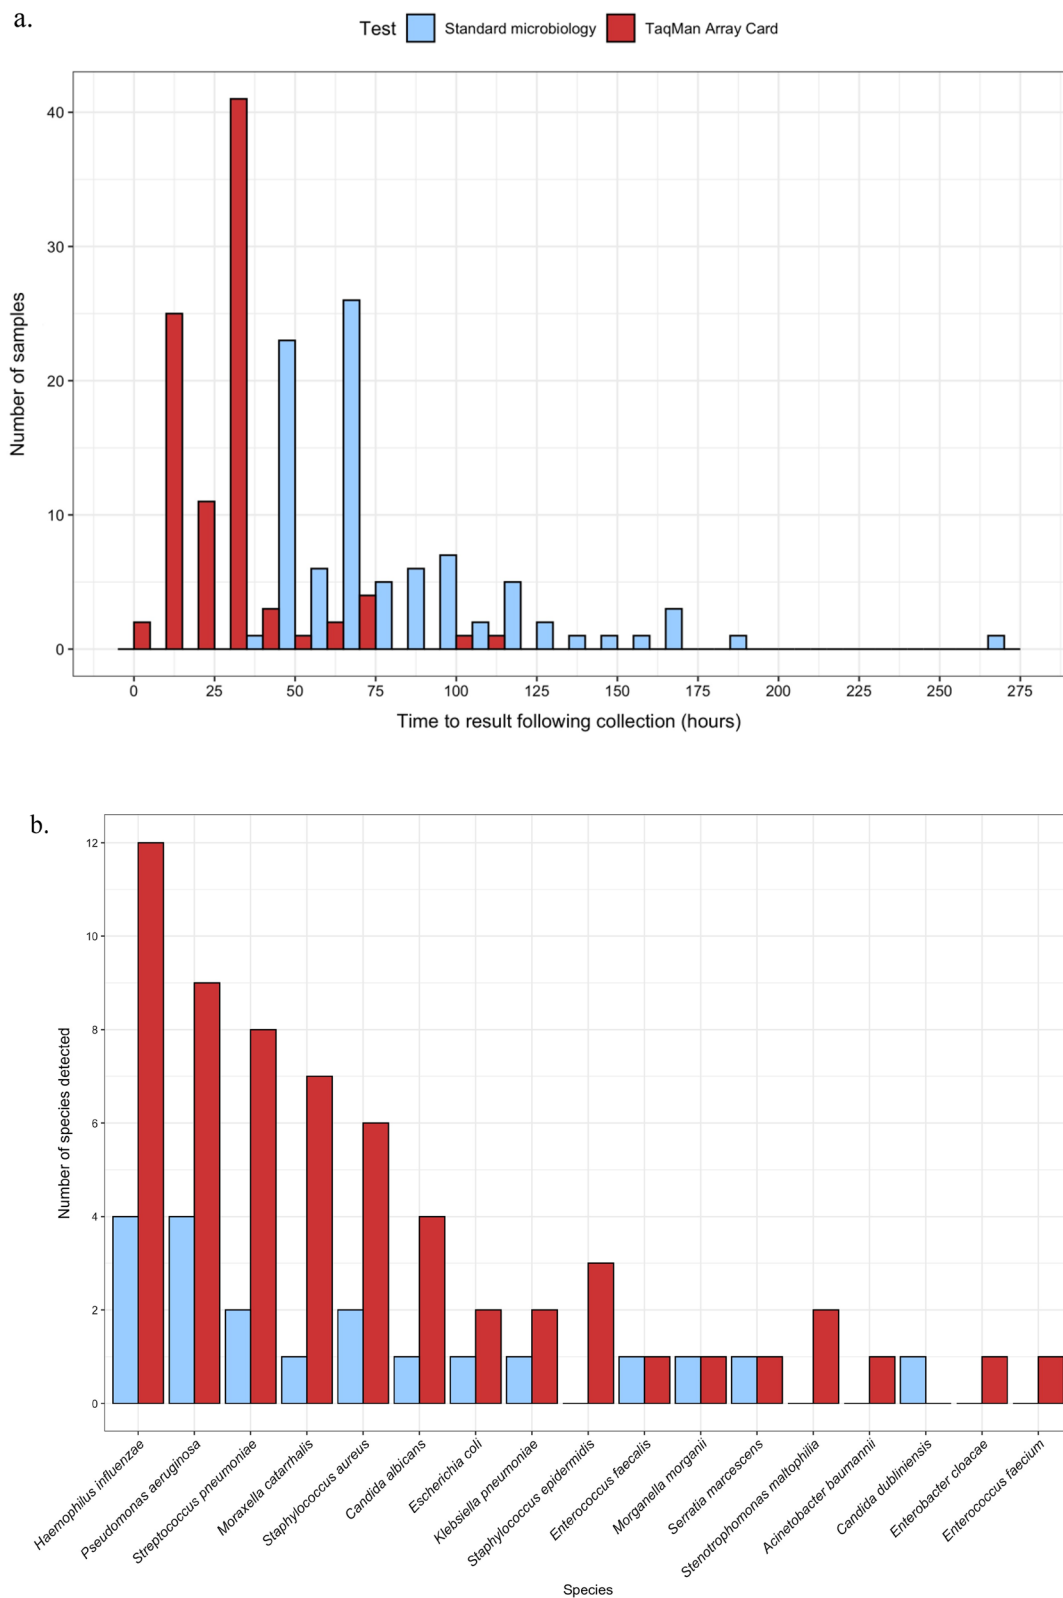 a.
Test Standard microbiology TaqMan Array Card
Number of samples
40
30
20
10
0
0 25 50 75 100 125 150 175 200 225 250 275
Time to result following collection (hours)
b.
Number of species detected
12
10
8
6
4
2
0
Haemophilus influenzae
Pseudomonas aeruginosa
Streptococcus pneumoniae
Moraxella catarrhalis
Staphylococcus aureus
Candida albicans
Escherichia coli
Klebsiella pneumoniae
Staphylococcus epidermidis
Enterococcus faecalis
Morganella morganii
Serratia marcescens
Stenotrophomonas maltophilia
Acinetobacter baumannii
Candida dubliniensis
Enterobacter cloacae
Enterococcus faecium
Species